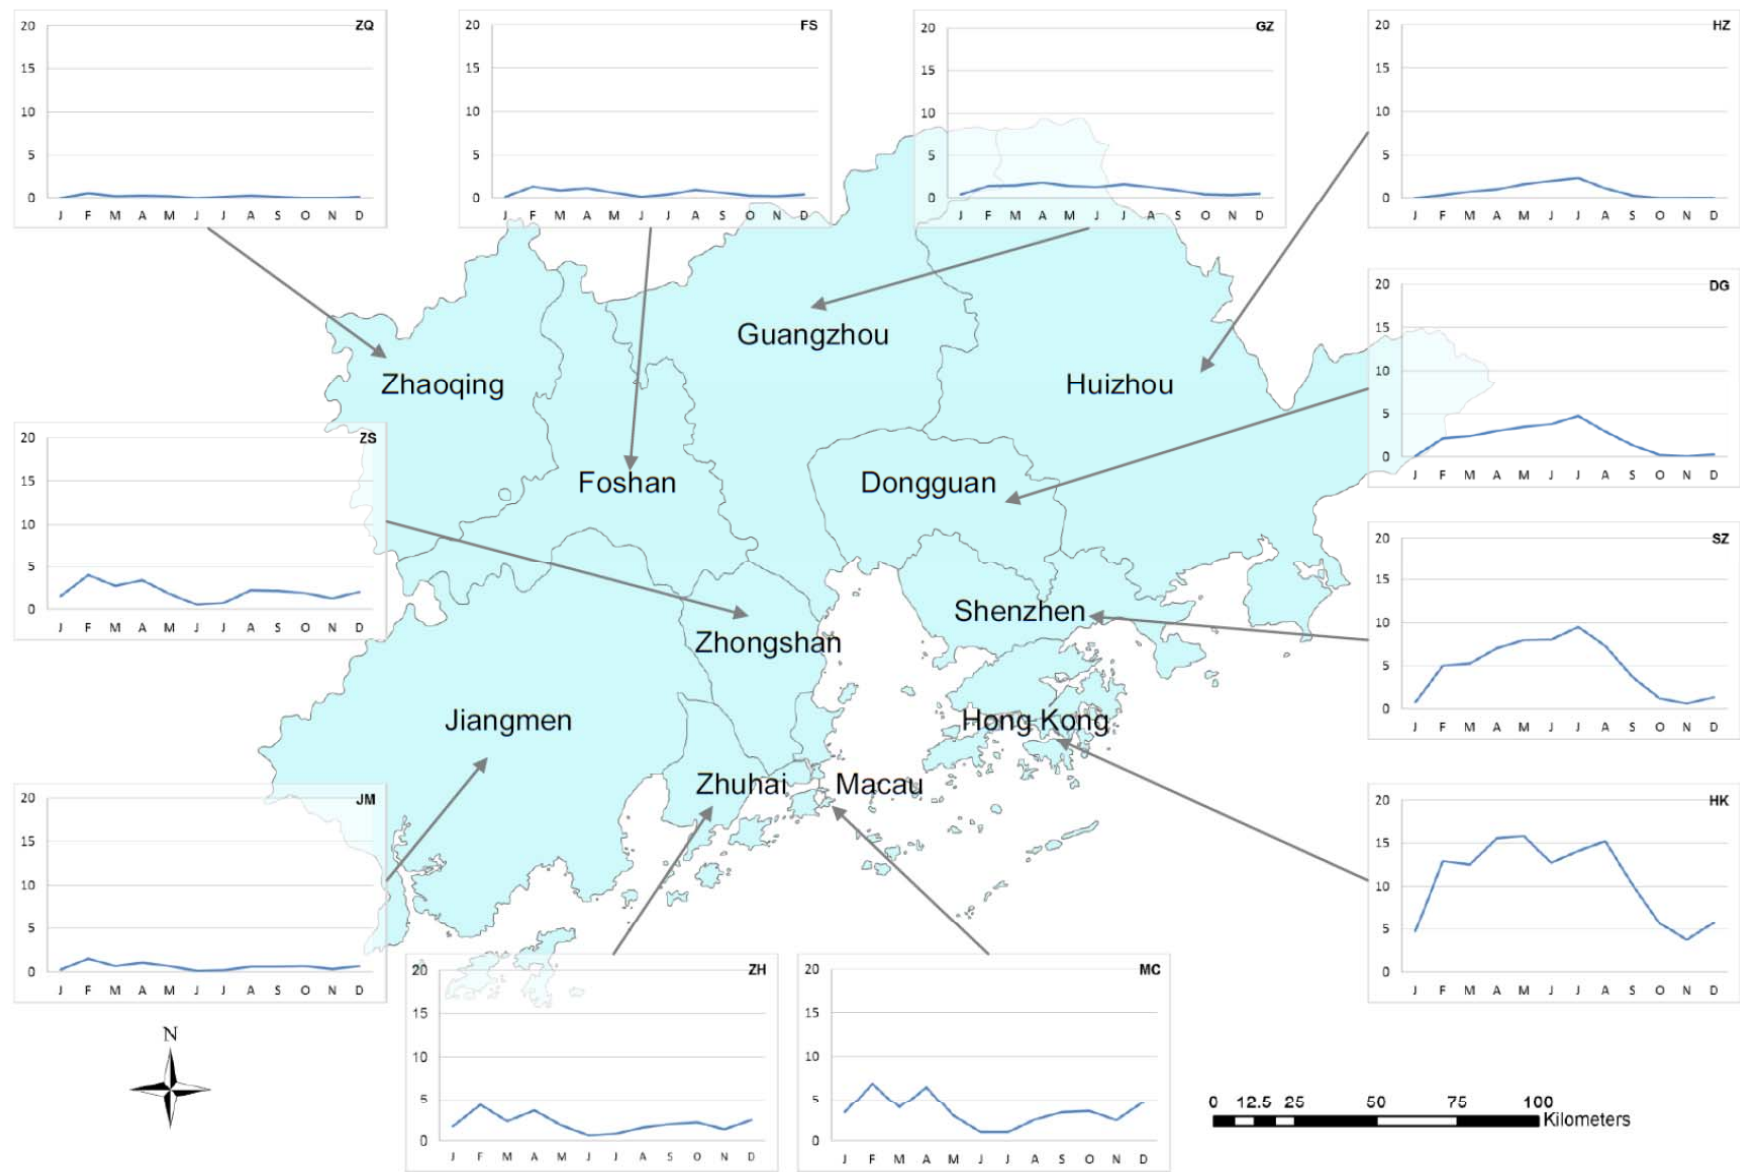 ZQ
20
15
10
5
0
J F M A M J J A S O N D
FS
20
15
10
5
0
J F M A M J J A S O N D
GZ
20
15
10
5
0
J F M A M J J A S O N D
HZ
20
15
10
5
0
J F M A M J J A S O N D
DG
20
15
10
5
0
J F M A M J J A S O N D
Guangzhou
Zhaoqing
Huizhou
ZS
20
15
10
5
0
J F M A M J J A S O N D
Foshan
Dongguan
SZ
20
15
10
5
0
J F M A M J J A S O N D
Shenzhen
Zhongshan
Jiangmen
Hong Kong
Zhuhai
Macau
JM
20
15
10
5
0
J F M A M J J A S O N D
HK
20
15
10
5
0
J F M A M J J A S O N D
ZH
20
15
10
5
0
J F M A M J J A S O N D
MC
20
15
10
5
0
J F M A M J J A S O N D
N
0 12.5 25 50 75 100
Kilometers